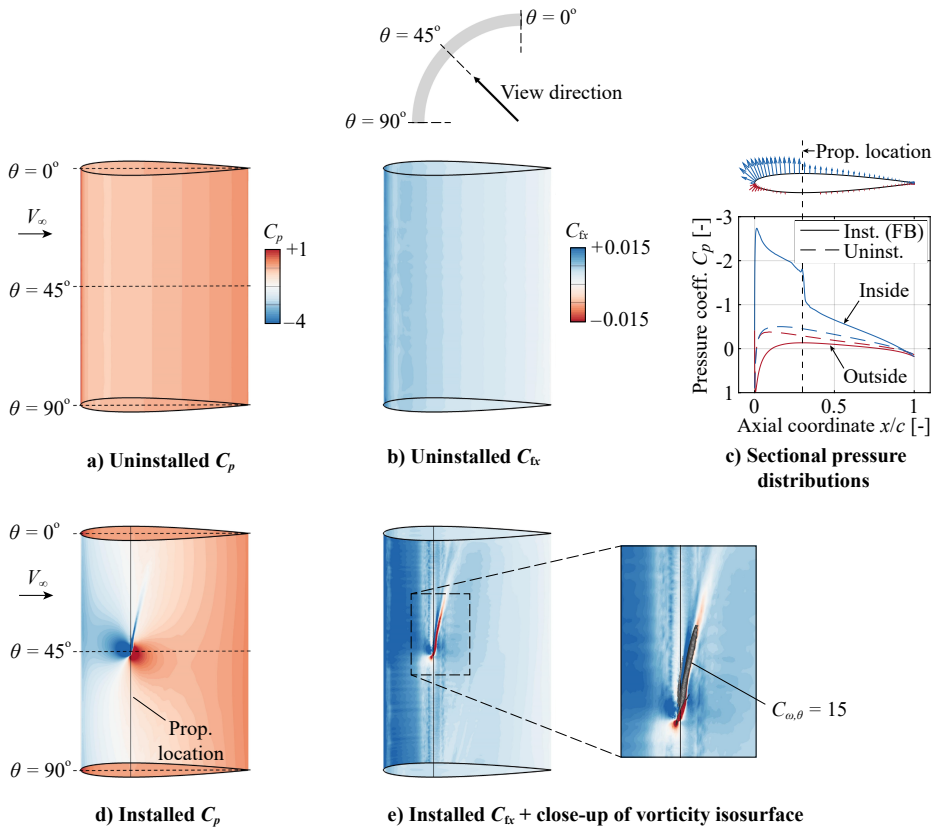 θ = 0°
θ = 45°
View direction
θ = 90°
θ = 0°
V∞
Cp
+1
−4
θ = 45°
θ = 90°
a) Uninstalled Cp
Cfx
+0.015
−0.015
b) Uninstalled Cfx
Prop. location
Pressure coeff. Cp [-]
-3
-2
-1
0
1
Inst. (FB)
Uninst.
Inside
Outside
0
0.5
1
Axial coordinate x/c [-]
c) Sectional pressure
distributions
θ = 0°
V∞
θ = 45°
Prop.
location
θ = 90°
d) Installed Cp
Cω,θ = 15
e) Installed Cfx + close-up of vorticity isosurface